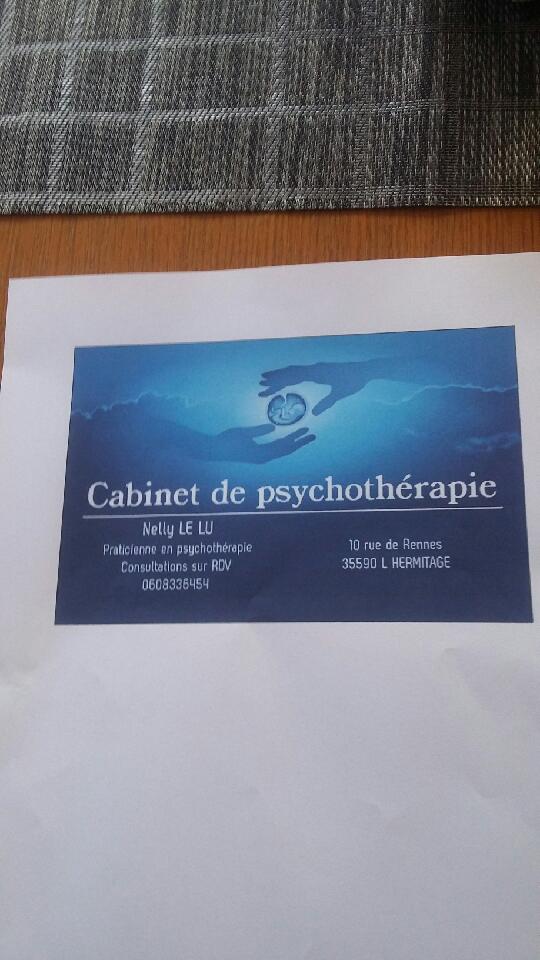 Cabinet de psychothérapie
Nelly LE LU
Praticienne en psychothérapie
Consultations sur RDV
0608336454
10 rue de Rennes
35590 L HERMITAGE